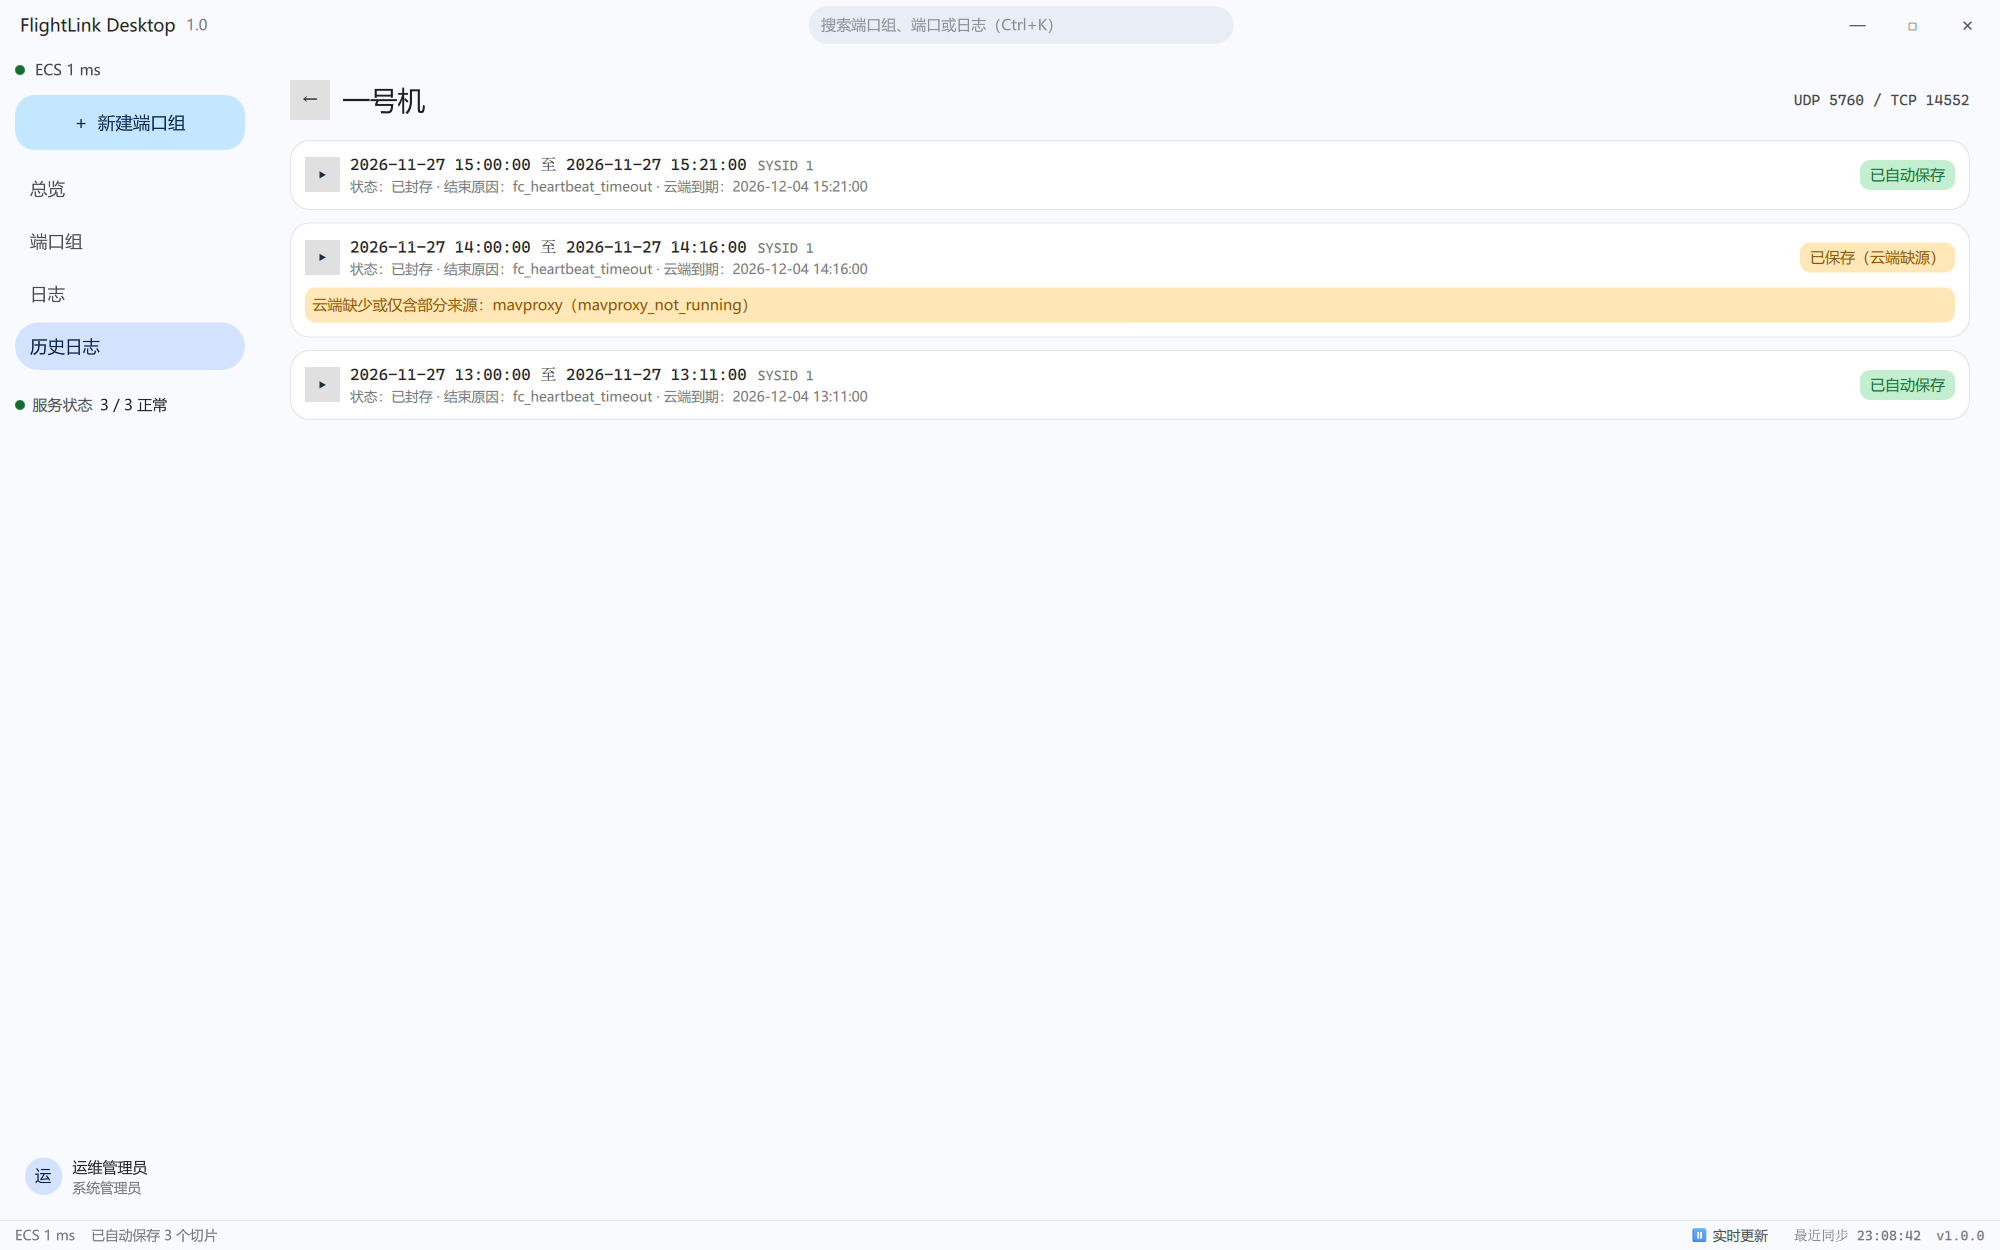 FlightLink Desktop 1.0
搜索端口组、端口或日志（Ctrl+K）
ECS 1 ms
+ 新建端口组
总览
端口组
日志
历史日志
服务状态 3 / 3 正常
← 一号机
UDP 5760 / TCP 14552
2026-11-27 15:00:00 至 2026-11-27 15:21:00 SYSID 1
状态：已封存 · 结束原因：fc_heartbeat_timeout · 云端到期：2026-12-04 15:21:00
已自动保存
2026-11-27 14:00:00 至 2026-11-27 14:16:00 SYSID 1
状态：已封存 · 结束原因：fc_heartbeat_timeout · 云端到期：2026-12-04 14:16:00
已保存（云端缺源）
云端缺少或仅含部分来源：mavproxy（mavproxy_not_running）
2026-11-27 13:00:00 至 2026-11-27 13:11:00 SYSID 1
状态：已封存 · 结束原因：fc_heartbeat_timeout · 云端到期：2026-12-04 13:11:00
已自动保存
运
运维管理员
系统管理员
ECS 1 ms 已自动保存 3 个切片
实时更新 最近同步 23:08:42 v1.0.0